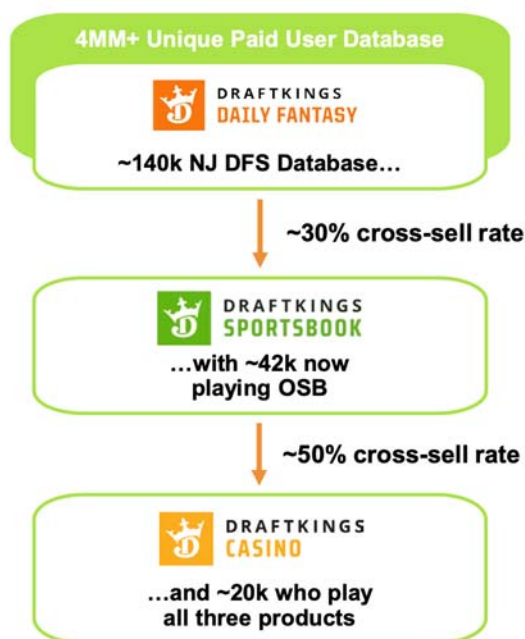 4MM+ Unique Paid User Database
DRAFTKINGS
DAILY FANTASY
~140k NJ DFS Database…
~30% cross-sell rate
DRAFTKINGS
SPORTSBOOK
…with ~42k now
playing OSB
~50% cross-sell rate
DRAFTKINGS
CASINO
…and ~20k who play
all three products